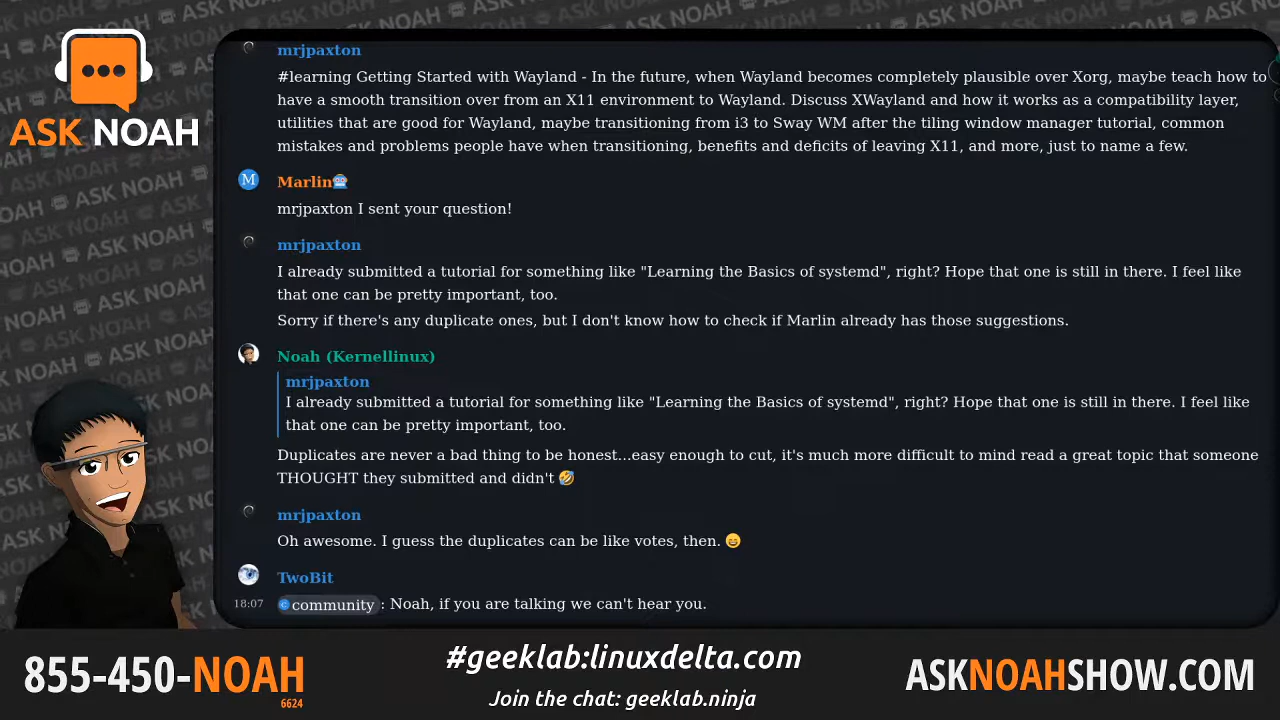 ASK NOAH
mrjpaxton
#learning Getting Started with Wayland - In the future, when Wayland becomes completely plausible over Xorg, maybe teach how to
have a smooth transition over from an X11 environment to Wayland. Discuss XWayland and how it works as a compatibility layer,
utilities that are good for Wayland, maybe transitioning from i3 to Sway WM after the tiling window manager tutorial, common
mistakes and problems people have when transitioning, benefits and deficits of leaving X11, and more, just to name a few.
M
Marlin🤖
mrjpaxton I sent your question!
mrjpaxton
I already submitted a tutorial for something like "Learning the Basics of systemd", right? Hope that one is still in there. I feel like
that one can be pretty important, too.
Sorry if there's any duplicate ones, but I don't know how to check if Marlin already has those suggestions.
Noah (Kernellinux)
mrjpaxton
I already submitted a tutorial for something like "Learning the Basics of systemd", right? Hope that one is still in there. I feel like
that one can be pretty important, too.
Duplicates are never a bad thing to be honest...easy enough to cut, it's much more difficult to mind read a great topic that someone
THOUGHT they submitted and didn't 🤣
mrjpaxton
Oh awesome. I guess the duplicates can be like votes, then. 😄
TwoBit
18:07 community : Noah, if you are talking we can't hear you.
855-450-NOAH
6624
#geeklab:linuxdelta.com
Join the chat: geeklab.ninja
ASKNOAHSHOW.COM